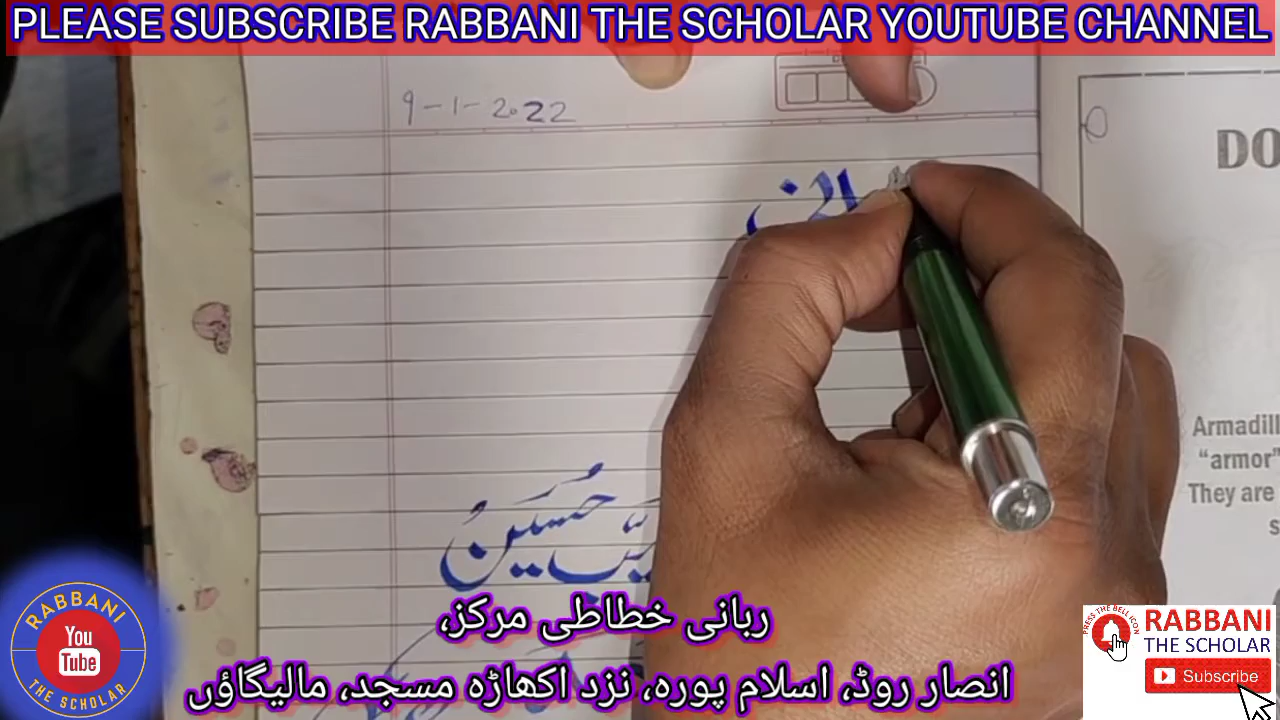 PLEASE SUBSCRIBE RABBANI THE SCHOLAR YOUTUBE CHANNEL
9-1-2022
DO
Armadill
"armor"
They are
s
حُسَین
ربانی خطاطی مرکز،
انصار روڈ، اسلام پورہ، نزد اکھاڑہ مسجد، مالیگاؤں
RABBANI
You
Tube
THE SCHOLAR
PRESS THE BELL ICON
RABBANI
THE SCHOLAR
Subscribe